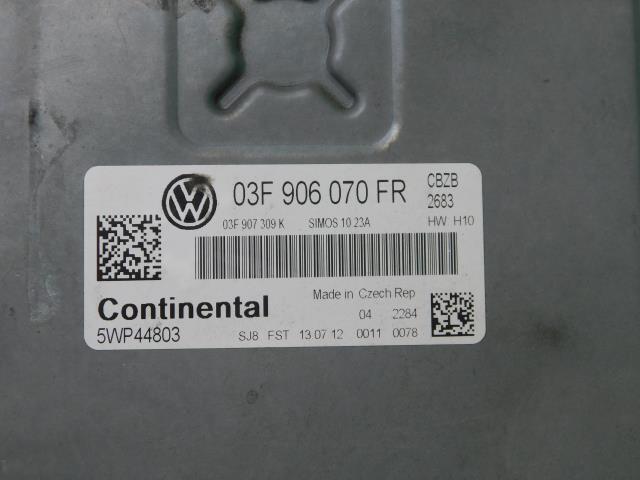 VW
03F 906 070 FR
CBZB
2683
03F 907 309 K SIMOS 10 23A HW H10
Continental
Made in Czech Rep
04 2284
5WP44803
SJ8 FST 13 07 12 0011 0078